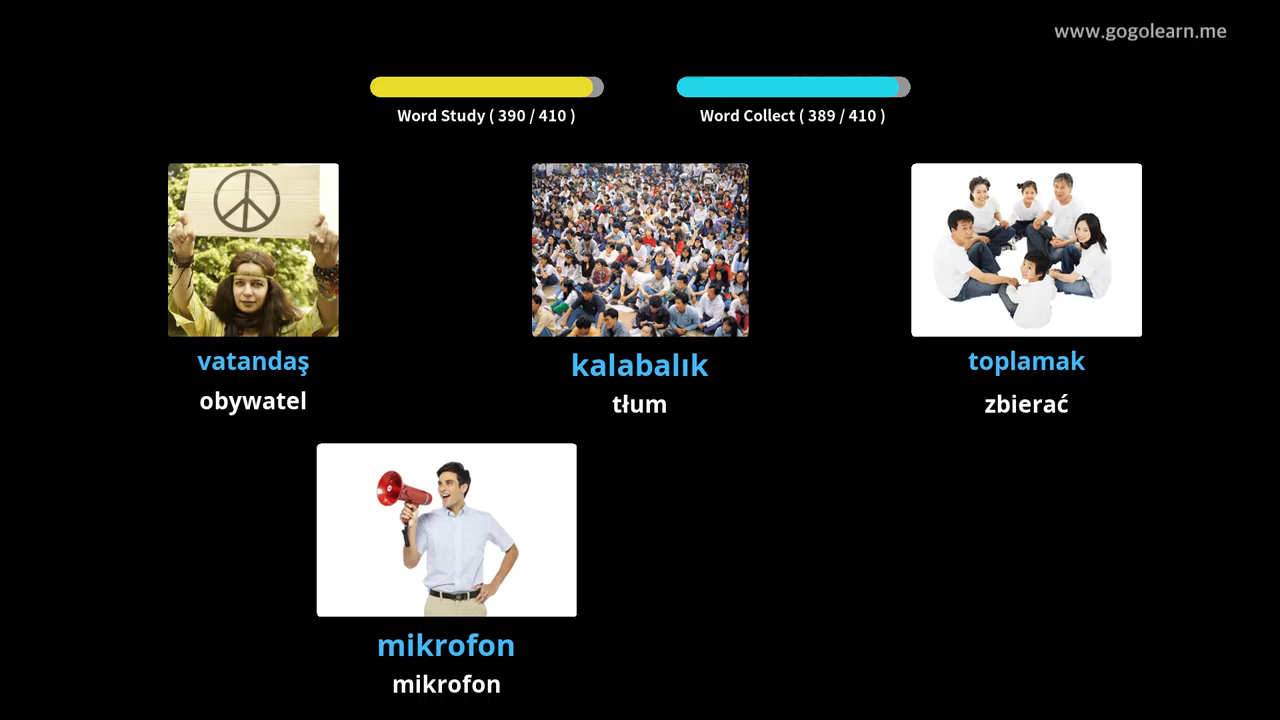 www.gogolearn.me
Word Study ( 390 / 410 )
Word Collect ( 389 / 410 )
vatandaş
obywatel
kalabalık
tłum
toplamak
zbierać
mikrofon
mikrofon